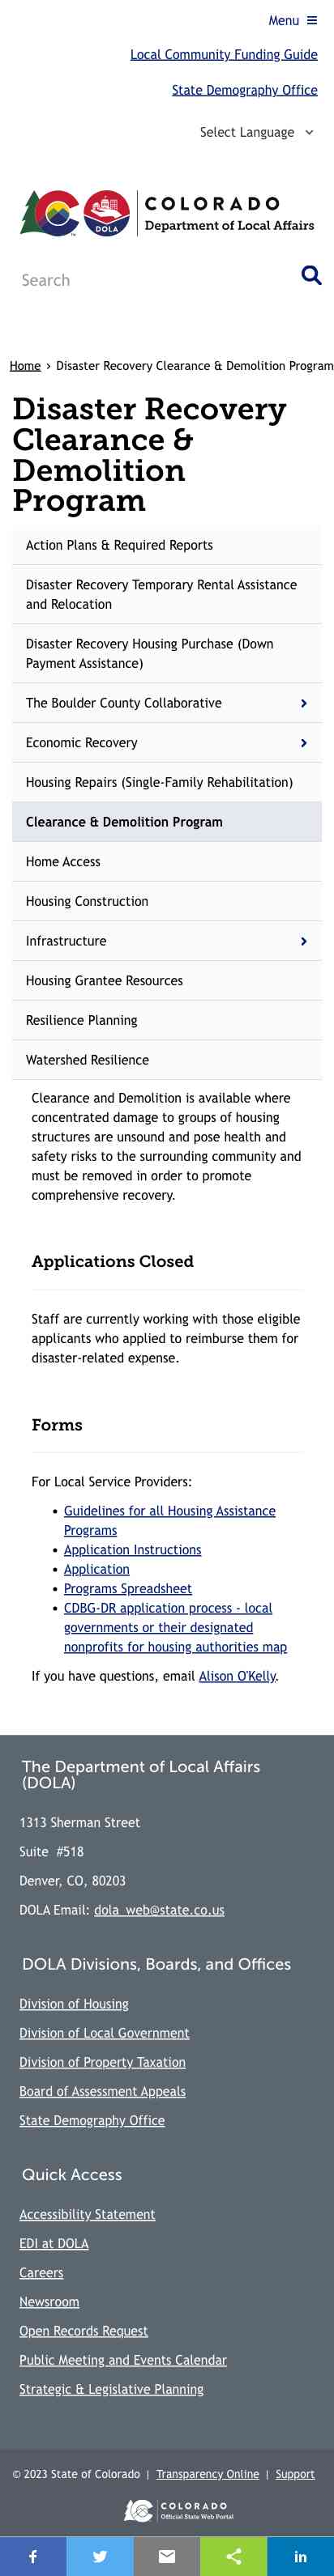 Menu
Local Community Funding Guide
State Demography Office
Select Language
COLORADO
Department of Local Affairs
DOLA
Search
Home › Disaster Recovery Clearance & Demolition Program
Disaster Recovery
Clearance &
Demolition
Program
Action Plans & Required Reports
Disaster Recovery Temporary Rental Assistance
and Relocation
Disaster Recovery Housing Purchase (Down
Payment Assistance)
The Boulder County Collaborative
Economic Recovery
Housing Repairs (Single-Family Rehabilitation)
Clearance & Demolition Program
Home Access
Housing Construction
Infrastructure
Housing Grantee Resources
Resilience Planning
Watershed Resilience
Clearance and Demolition is available where
concentrated damage to groups of housing
structures are unsound and pose health and
safety risks to the surrounding community and
must be removed in order to promote
comprehensive recovery.
Applications Closed
Staff are currently working with those eligible
applicants who applied to reimburse them for
disaster-related expense.
Forms
For Local Service Providers:
• Guidelines for all Housing Assistance
Programs
• Application Instructions
• Application
• Programs Spreadsheet
• CDBG-DR application process - local
governments or their designated
nonprofits for housing authorities map
If you have questions, email Alison O'Kelly.
The Department of Local Affairs
(DOLA)
1313 Sherman Street
Suite #518
Denver, CO, 80203
DOLA Email: dola_web@state.co.us
DOLA Divisions, Boards, and Offices
Division of Housing
Division of Local Government
Division of Property Taxation
Board of Assessment Appeals
State Demography Office
Quick Access
Accessibility Statement
EDI at DOLA
Careers
Newsroom
Open Records Request
Public Meeting and Events Calendar
Strategic & Legislative Planning
© 2023 State of Colorado | Transparency Online | Support
COLORADO
Official State Web Portal